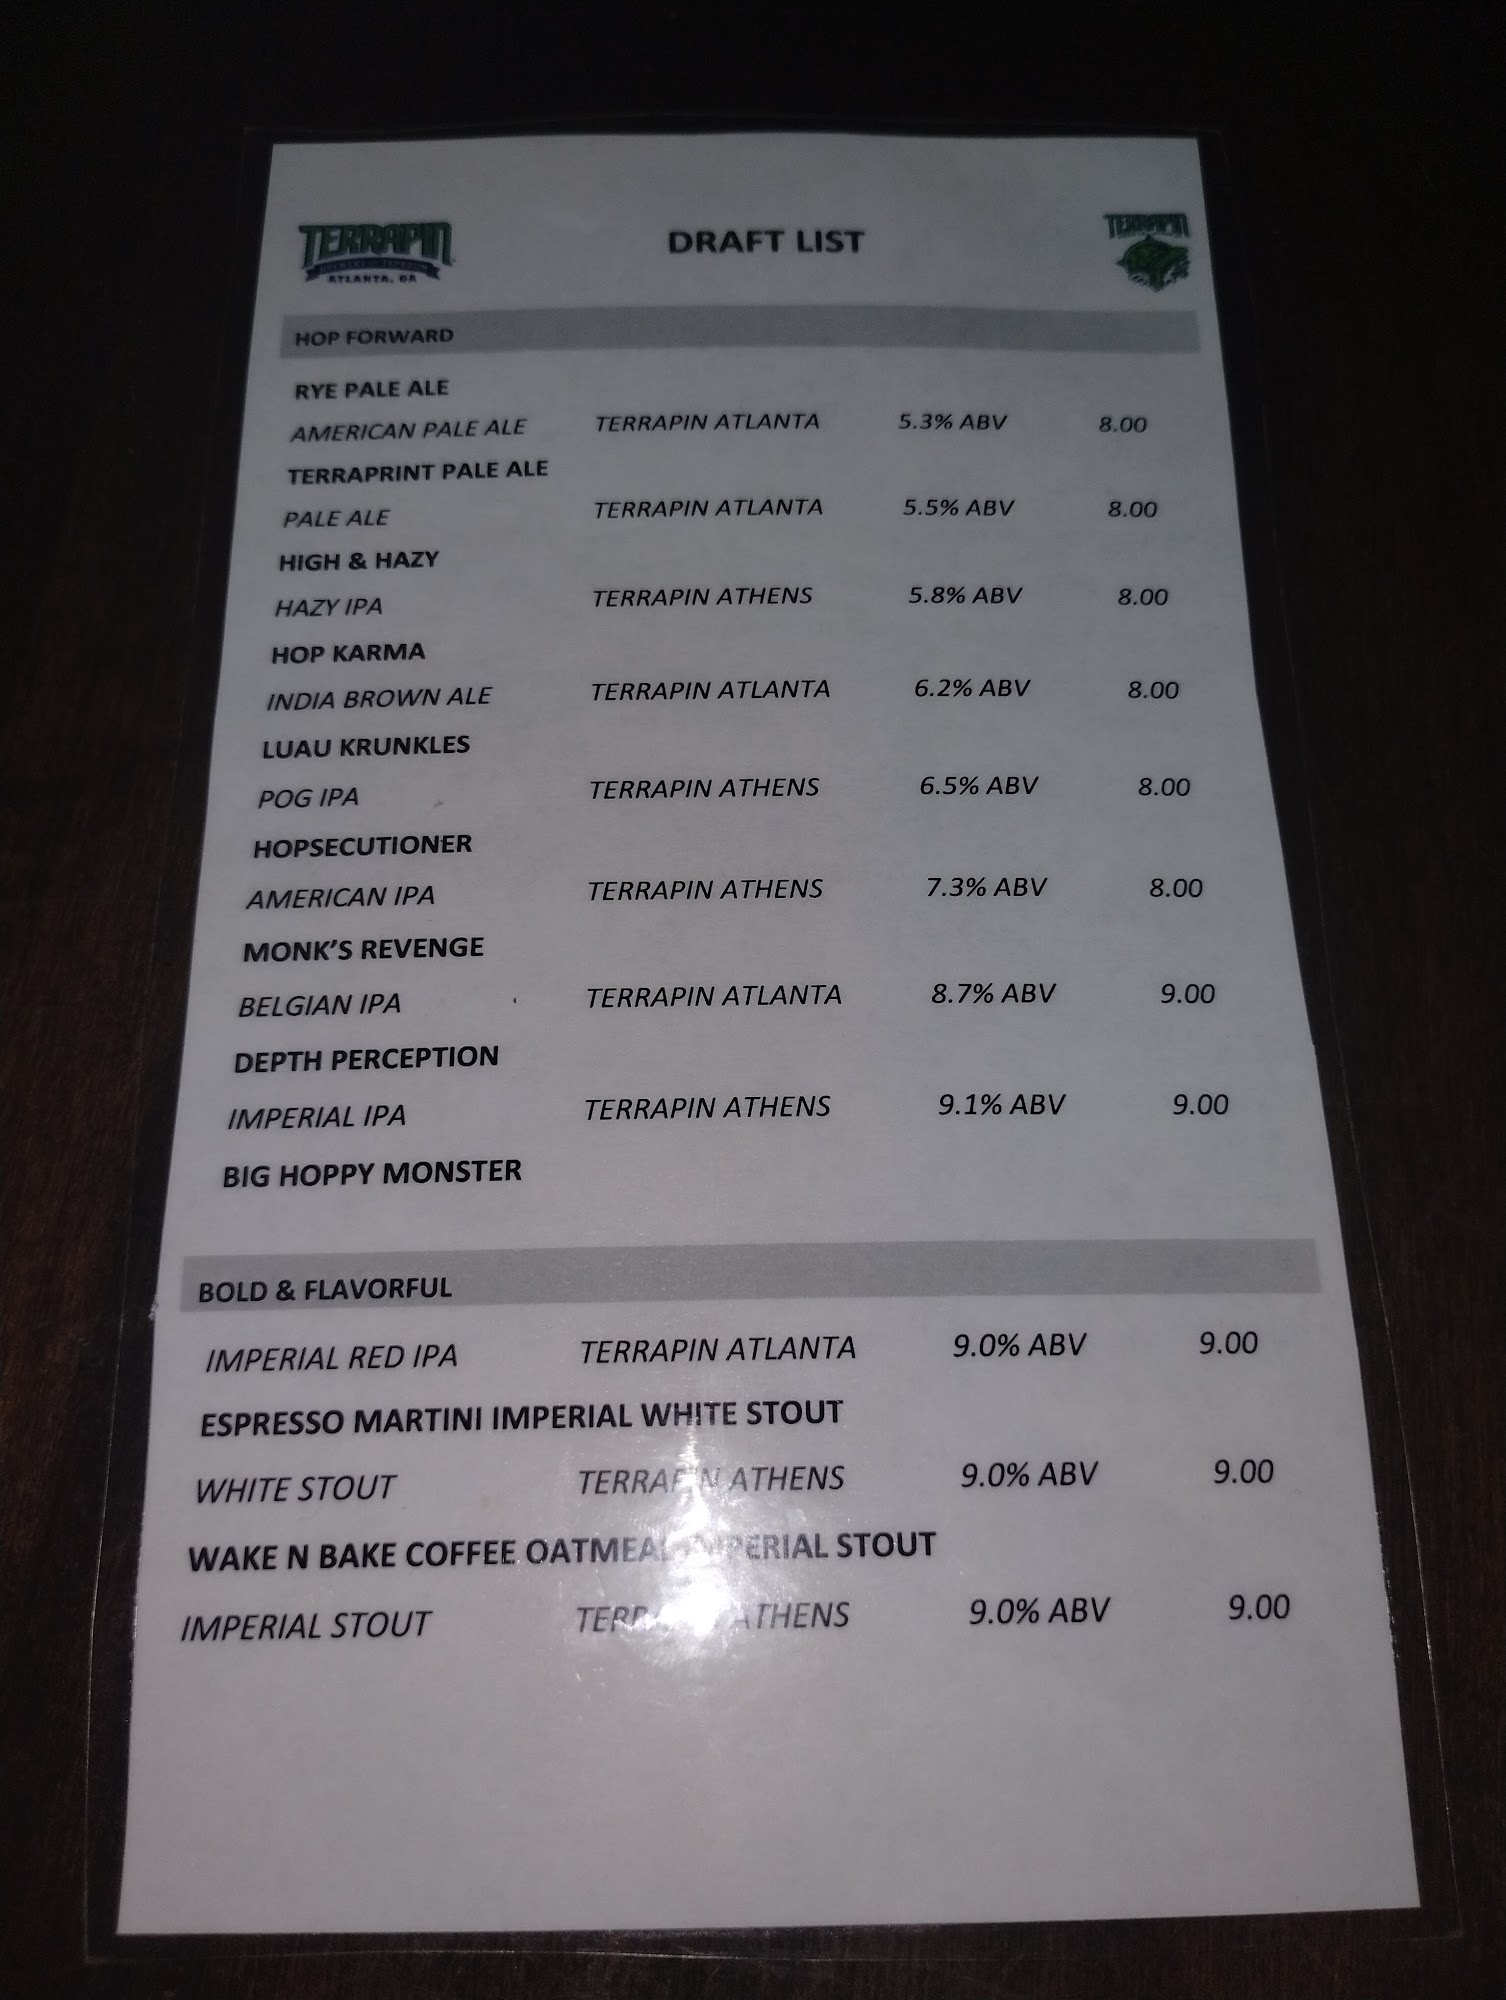 TERRAPIN
ATLANTA, GA
DRAFT LIST
TERRAPIN
HOP FORWARD
RYE PALE ALE
AMERICAN PALE ALE TERRAPIN ATLANTA 5.3% ABV 8.00
TERRAPRINT PALE ALE
PALE ALE TERRAPIN ATLANTA 5.5% ABV 8.00
HIGH & HAZY
HAZY IPA TERRAPIN ATHENS 5.8% ABV 8.00
HOP KARMA
INDIA BROWN ALE TERRAPIN ATLANTA 6.2% ABV 8.00
LUAU KRUNKLES
POG IPA TERRAPIN ATHENS 6.5% ABV 8.00
HOPSECUTIONER
AMERICAN IPA TERRAPIN ATHENS 7.3% ABV 8.00
MONK'S REVENGE
BELGIAN IPA TERRAPIN ATLANTA 8.7% ABV 9.00
DEPTH PERCEPTION
IMPERIAL IPA TERRAPIN ATHENS 9.1% ABV 9.00
BIG HOPPY MONSTER
BOLD & FLAVORFUL
IMPERIAL RED IPA TERRAPIN ATLANTA 9.0% ABV 9.00
ESPRESSO MARTINI IMPERIAL WHITE STOUT
WHITE STOUT TERRAPIN ATHENS 9.0% ABV 9.00
WAKE N BAKE COFFEE OATMEAL IMPERIAL STOUT
IMPERIAL STOUT TERRAPIN ATHENS 9.0% ABV 9.00